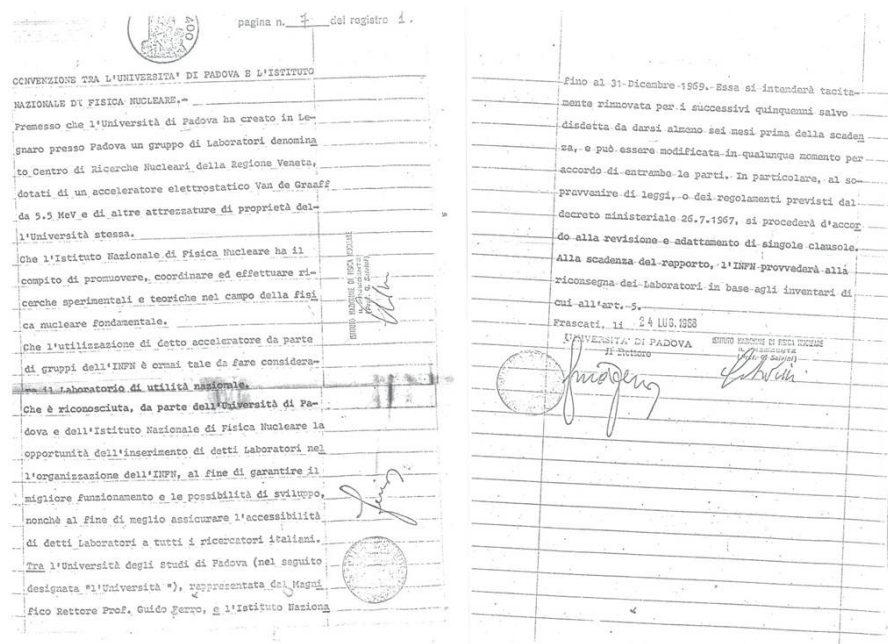 pagina n. 7 del registro 1.
CONVENZIONE TRA L'UNIVERSITA' DI PADOVA E L'ISTITUTO
NAZIONALE DI FISICA NUCLEARE.-
Premesso che l'Università di Padova ha creato in Le-
gnaro presso Padova un gruppo di Laboratori denomina
to Centro di Ricerche Nucleari della Regione Veneta,
dotati di un acceleratore elettrostatico Van de Graaff
da 5.5 MeV e di altre attrezzature di proprietà del-
l'Università stessa.
Che l'Istituto Nazionale di Fisica Nucleare ha il
compito di promuovere, coordinare ed effettuare ri-
cerche sperimentali e teoriche nel campo della fisi
ca nucleare fondamentale.
Che l'utilizzazione di detto acceleratore da parte
di gruppi dell'INFN è ormai tale da fare considera-
re il Laboratorio di utilità nazionale.
Che è riconosciuta, da parte dell'Università di Pa-
dova e dell'Istituto Nazionale di Fisica Nucleare la
opportunità dell'inserimento di detti Laboratori nel
l'organizzazione dell'INFN, al fine di garantire il
migliore funzionamento e le possibilità di sviluppo,
nonchè al fine di meglio assicurare l'accessibilità
di detti Laboratori a tutti i ricercatori italiani.
Tra l'Università degli Studi di Padova (nel seguito
designata "l'Università "), rappresentata dal Magni
fico Rettore Prof. Guido Ferro, e l'Istituto Naziona
ISTITUTO NAZIONALE DI FISICA NUCLEARE
(Prof. G. Salvini)
fino al 31 Dicembre 1969. Essa si intenderà tacita-
mente rinnovata per i successivi quinquenni salvo
disdetta da darsi almeno sei mesi prima della scaden
za, e può essere modificata in qualunque momento per
accordo di entrambe le parti. In particolare, al so-
pravvenire di leggi, o dei regolamenti previsti dal
decreto ministeriale 26.7.1967, si procederà d'accor
do alla revisione e adattamento di singole clausole.
Alla scadenza del rapporto, l'INFN provvederà alla
riconsegna dei Laboratori in base agli inventari di
cui all'art. 5.
Frascati, li 24 LUG. 1968
UNIVERSITA' DI PADOVA
Il Rettore
ISTITUTO NAZIONALE DI FISICA NUCLEARE
(Prof. G. Salvini)